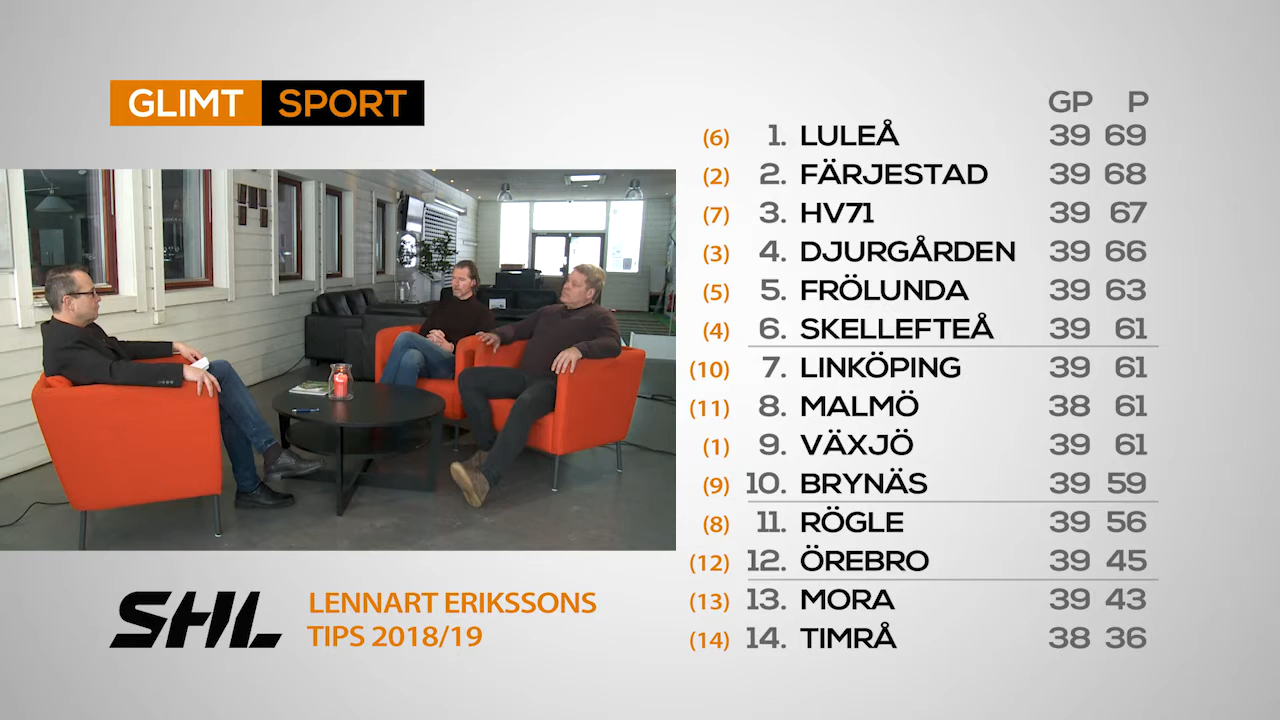 GLIMT SPORT
GP P
(6) 1. LULEÅ 39 69
(2) 2. FÄRJESTAD 39 68
(7) 3. HV71 39 67
(3) 4. DJURGÅRDEN 39 66
(5) 5. FRÖLUNDA 39 63
(4) 6. SKELLEFTEÅ 39 61
(10) 7. LINKÖPING 39 61
(11) 8. MALMÖ 38 61
(1) 9. VÄXJÖ 39 61
(9) 10. BRYNÄS 39 59
(8) 11. RÖGLE 39 56
(12) 12. ÖREBRO 39 45
(13) 13. MORA 39 43
(14) 14. TIMRÅ 38 36
SHL
LENNART ERIKSSONS
TIPS 2018/19